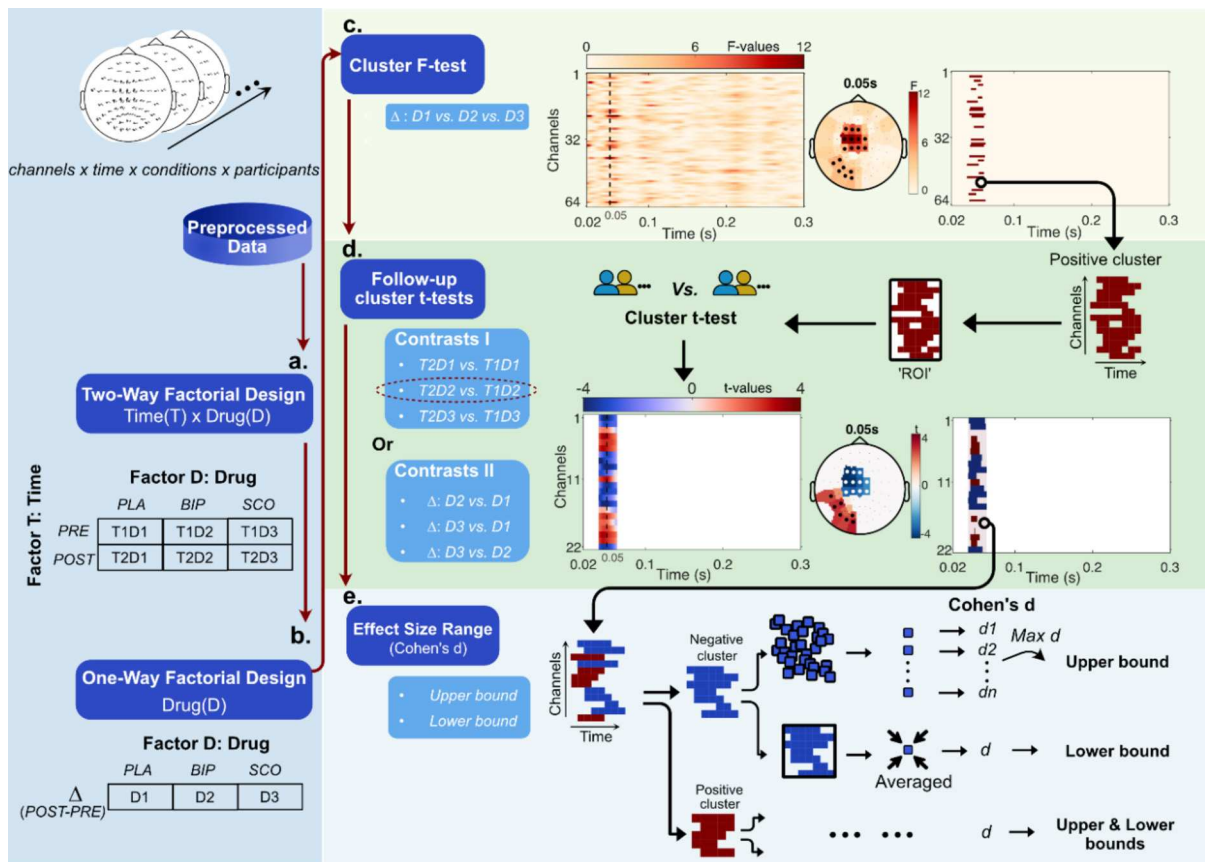 channels x time x conditions x participants
Preprocessed
Data
a.
Two-Way Factorial Design
Time(T) x Drug(D)
Factor D: Drug
Factor T: Time
PLA BIP SCO
PRE T1D1 T1D2 T1D3
POST T2D1 T2D2 T2D3
b.
One-Way Factorial Design
Drug(D)
Factor D: Drug
PLA BIP SCO
Δ D1 D2 D3
(POST-PRE)
c.
Cluster F-test
Δ : D1 vs. D2 vs. D3
0 6 F-values 12
1
32
64
Channels
0.02 0.05 0.1 0.2 0.3
Time (s)
0.05s
F
12
6
0
1
32
64
Channels
0.02 0.1 0.2 0.3
Time (s)
d.
Follow-up
cluster t-tests
Contrasts I
• T2D1 vs. T1D1
• T2D2 vs. T1D2
• T2D3 vs. T1D3
Or
Contrasts II
• Δ: D2 vs. D1
• Δ: D3 vs. D1
• Δ: D3 vs. D2
Vs.
Cluster t-test
'ROI'
Positive cluster
Channels
Time
-4 0 t-values 4
1
11
22
Channels
0.02 0.05 0.1 0.2 0.3
Time (s)
0.05s
t
4
0
-4
1
11
22
Channels
0.02 0.1 0.2 0.3
Time (s)
e.
Effect Size Range
(Cohen's d)
• Upper bound
• Lower bound
Channels
Time
Negative
cluster
Cohen's d
d1
d2
dn
Max d
Upper bound
Averaged
d
Lower bound
Positive
cluster
d
Upper & Lower
bounds